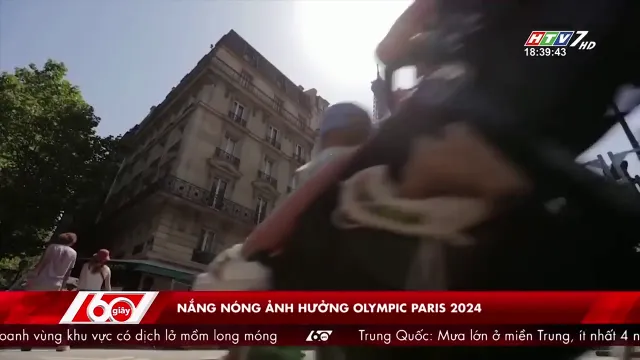 HTV7 HD
18:39:43
60 giây
NẮNG NÓNG ẢNH HƯỞNG OLYMPIC PARIS 2024
oanh vùng khu vực có dịch lở mồm long móng 60 Trung Quốc: Mưa lớn ở miền Trung, ít nhất 4 n